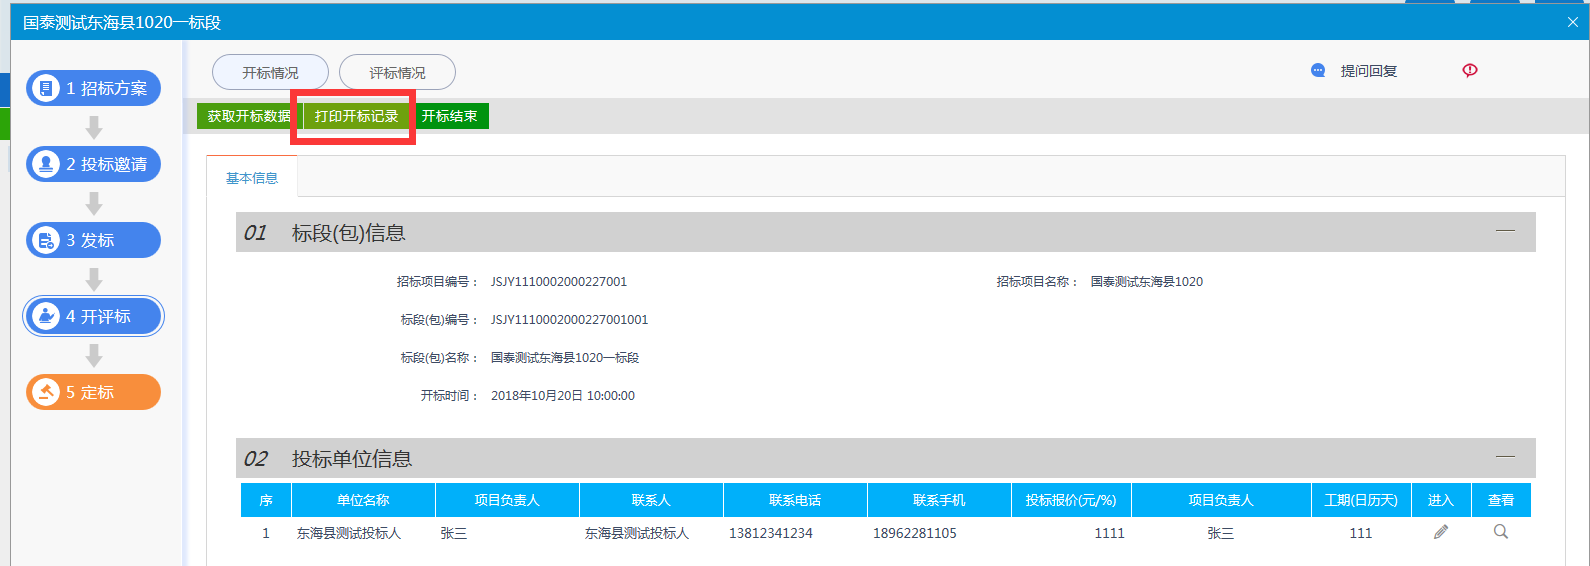 国泰测试东海县1020一标段
1 招标方案
2 投标邀请
3 发标
4 开评标
5 定标
开标情况 评标情况 提问回复
获取开标数据 打印开标记录 开标结束
基本信息
01 标段(包)信息
招标项目编号： JSJY1110002000227001 招标项目名称： 国泰测试东海县1020
标段(包)编号： JSJY1110002000227001001
标段(包)名称： 国泰测试东海县1020一标段
开标时间： 2018年10月20日 10:00:00
02 投标单位信息
序 单位名称 项目负责人 联系人 联系电话 联系手机 投标报价(元/%) 项目负责人 工期(日历天) 进入 查看
1 东海县测试投标人 张三 东海县测试投标人 13812341234 18962281105 1111 张三 111